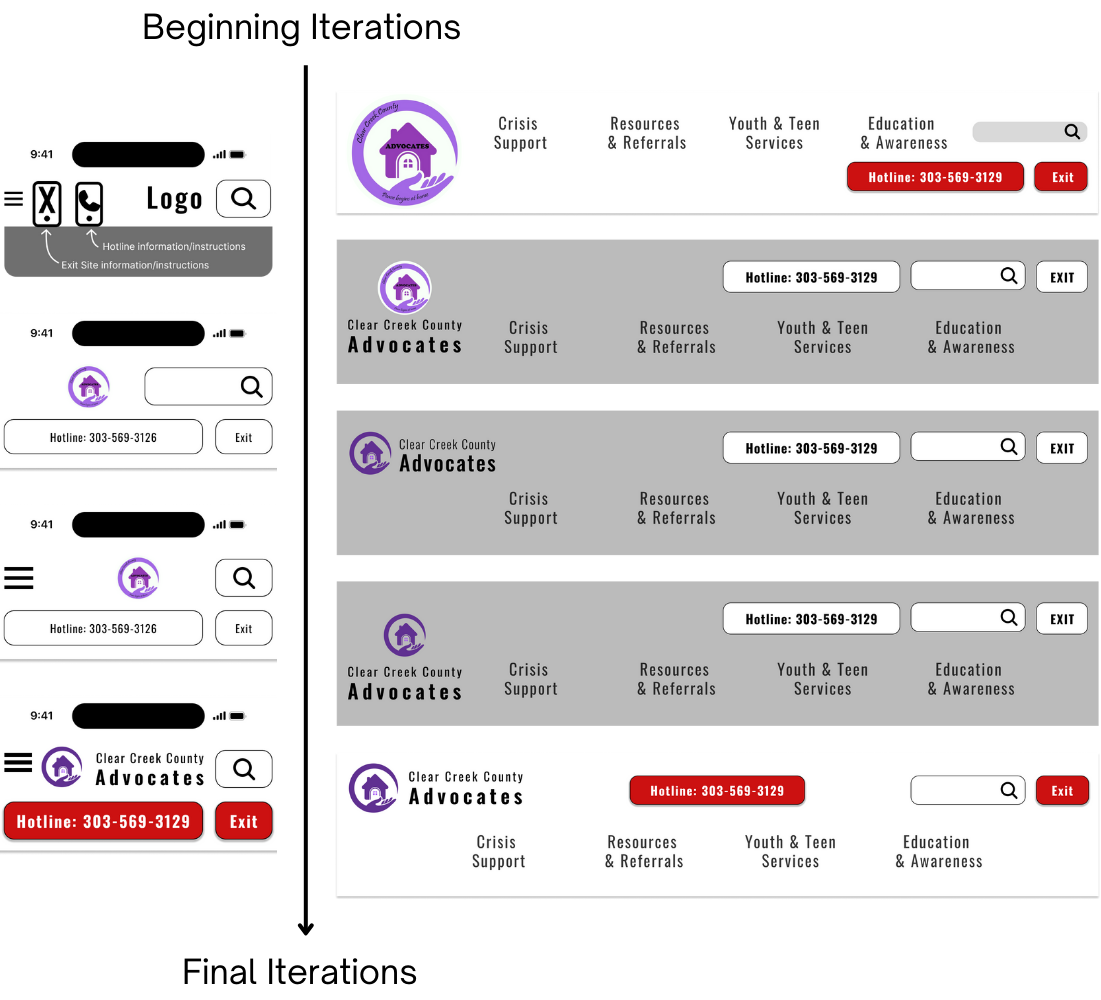 Beginning Iterations
9:41
Logo
Hotline information/instructions
Exit Site information/instructions
9:41
Hotline: 303-569-3126
Exit
9:41
Hotline: 303-569-3126
Exit
9:41
Clear Creek County
Advocates
Hotline: 303-569-3129
Exit
Clear Creek County
ADVOCATES
Peace begins at home
Crisis
Support
Resources
& Referrals
Youth & Teen
Services
Education
& Awareness
Hotline: 303-569-3129
Exit
ADVOCATES
Clear Creek County
Advocates
Hotline: 303-569-3129
EXIT
Crisis
Support
Resources
& Referrals
Youth & Teen
Services
Education
& Awareness
Clear Creek County
Advocates
Hotline: 303-569-3129
EXIT
Crisis
Support
Resources
& Referrals
Youth & Teen
Services
Education
& Awareness
Clear Creek County
Advocates
Hotline: 303-569-3129
EXIT
Crisis
Support
Resources
& Referrals
Youth & Teen
Services
Education
& Awareness
Clear Creek County
Advocates
Hotline: 303-569-3129
Exit
Crisis
Support
Resources
& Referrals
Youth & Teen
Services
Education
& Awareness
Final Iterations